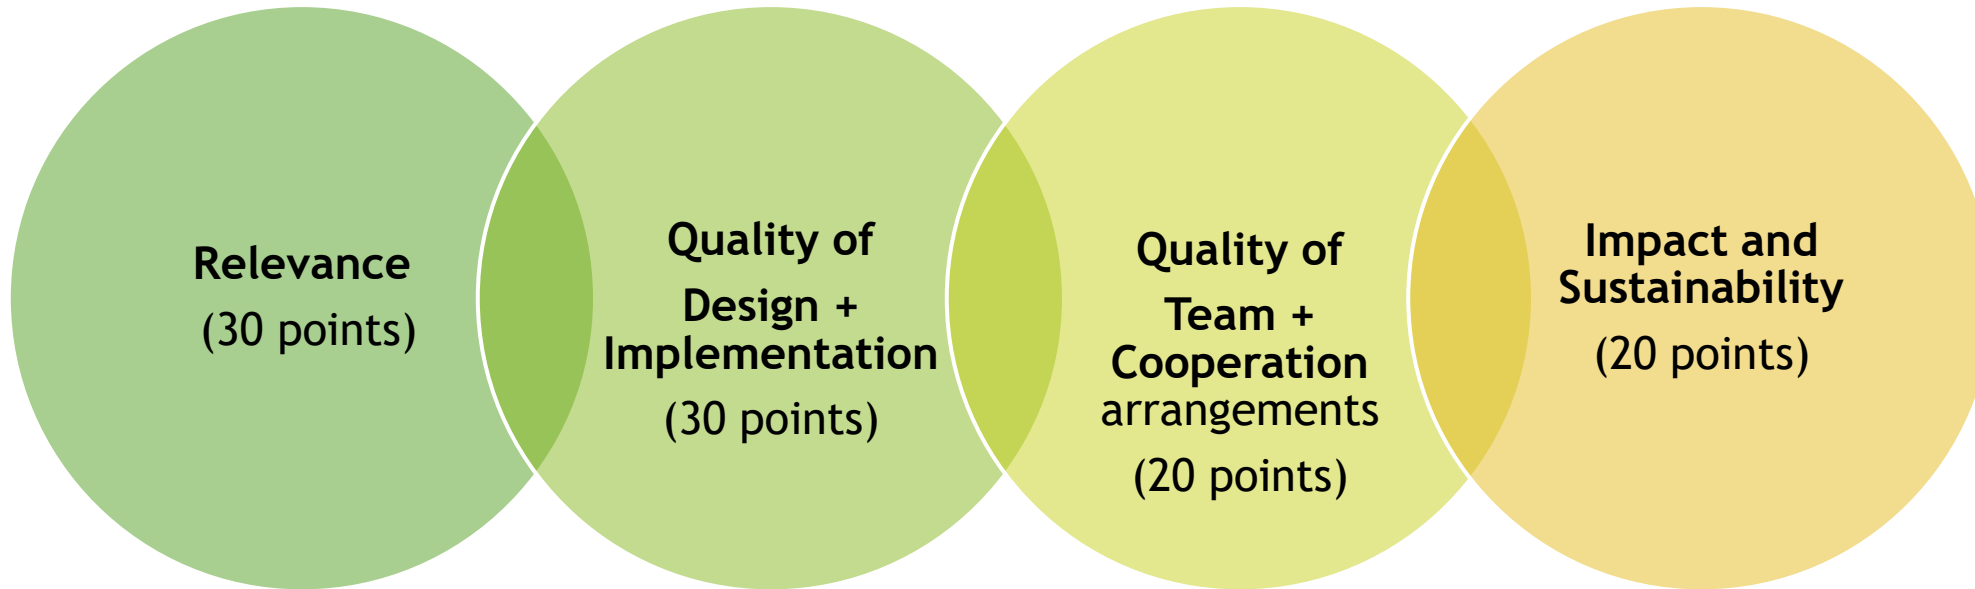 Relevance
(30 points)
Quality of
Design +
Implementation
(30 points)
Quality of
Team +
Cooperation
arrangements
(20 points)
Impact and
Sustainability
(20 points)